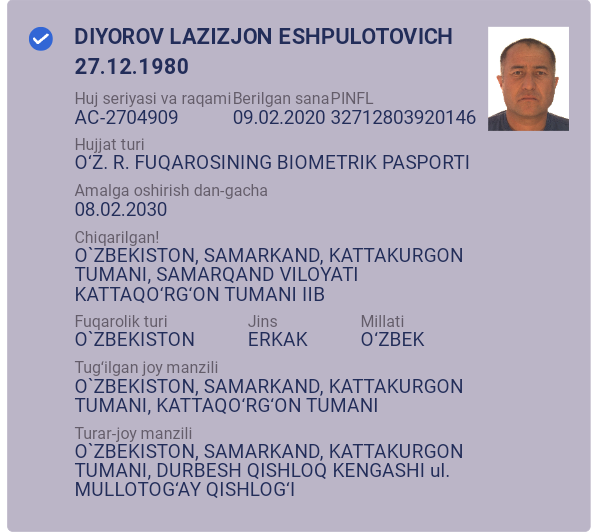 DIYOROV LAZIZJON ESHPULOTOVICH
27.12.1980
Huj seriyasi va raqami Berilgan sana PINFL
AC-2704909 09.02.2020 32712803920146
Hujjat turi
O‘Z. R. FUQAROSINING BIOMETRIK PASPORTI
Amalga oshirish dan-gacha
08.02.2030
Chiqarilgan!
O`ZBEKISTON, SAMARKAND, KATTAKURGON
TUMANI, SAMARQAND VILOYATI
KATTAQO‘RG‘ON TUMANI IIB
Fuqarolik turi Jins Millati
O`ZBEKISTON ERKAK O‘ZBEK
Tug‘ilgan joy manzili
O`ZBEKISTON, SAMARKAND, KATTAKURGON
TUMANI, KATTAQO‘RG‘ON TUMANI
Turar-joy manzili
O`ZBEKISTON, SAMARKAND, KATTAKURGON
TUMANI, DURBESH QISHLOQ KENGASHI ul.
MULLOTOG‘AY QISHLOG‘I